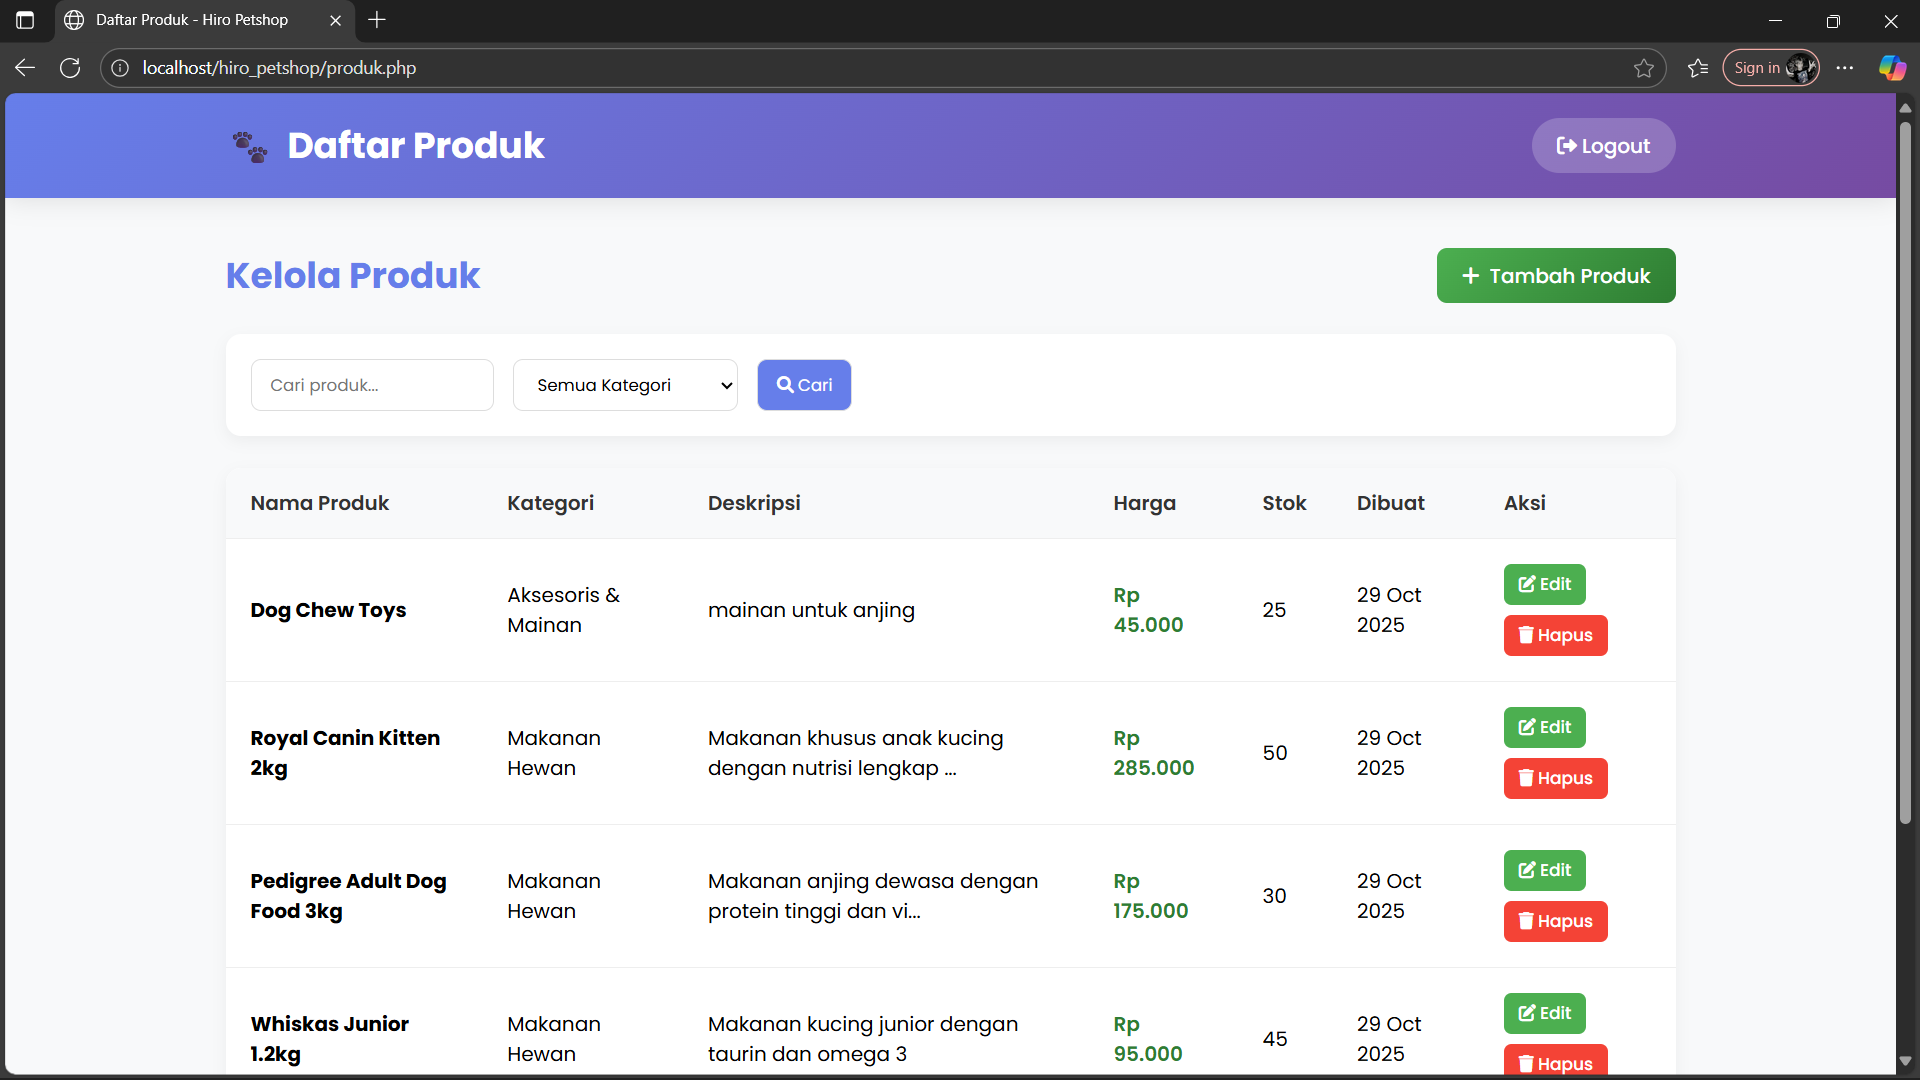 Daftar Produk - Hiro Petshop
localhost/hiro_petshop/produk.php
Sign in
Daftar Produk
Logout
Kelola Produk
+ Tambah Produk
Cari produk...
Semua Kategori
Cari
Nama Produk Kategori Deskripsi Harga Stok Dibuat Aksi
Dog Chew Toys
Aksesoris &
Mainan
mainan untuk anjing
Rp
45.000
25
29 Oct
2025
Edit
Hapus
Royal Canin Kitten
2kg
Makanan
Hewan
Makanan khusus anak kucing
dengan nutrisi lengkap ...
Rp
285.000
50
29 Oct
2025
Edit
Hapus
Pedigree Adult Dog
Food 3kg
Makanan
Hewan
Makanan anjing dewasa dengan
protein tinggi dan vi...
Rp
175.000
30
29 Oct
2025
Edit
Hapus
Whiskas Junior
1.2kg
Makanan
Hewan
Makanan kucing junior dengan
taurin dan omega 3
Rp
95.000
45
29 Oct
2025
Edit
Hapus